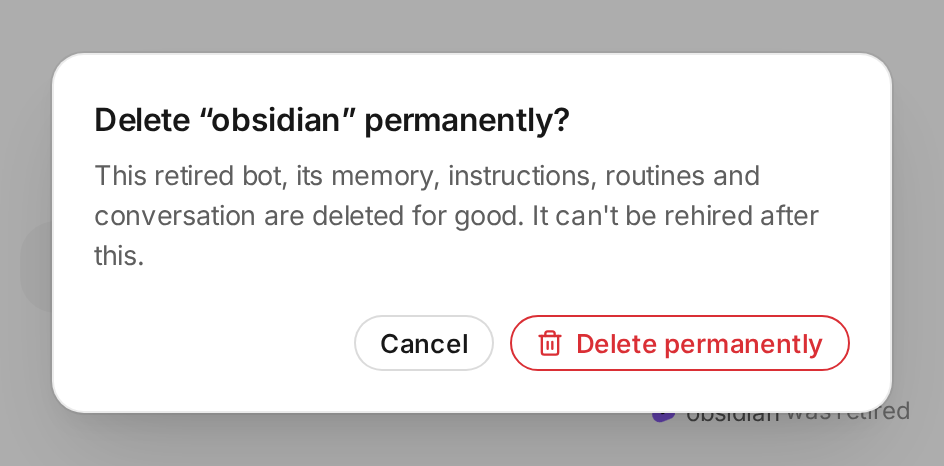 Delete “obsidian” permanently?
This retired bot, its memory, instructions, routines and
conversation are deleted for good. It can't be rehired after
this.
Cancel
Delete permanently
obsidian was retired